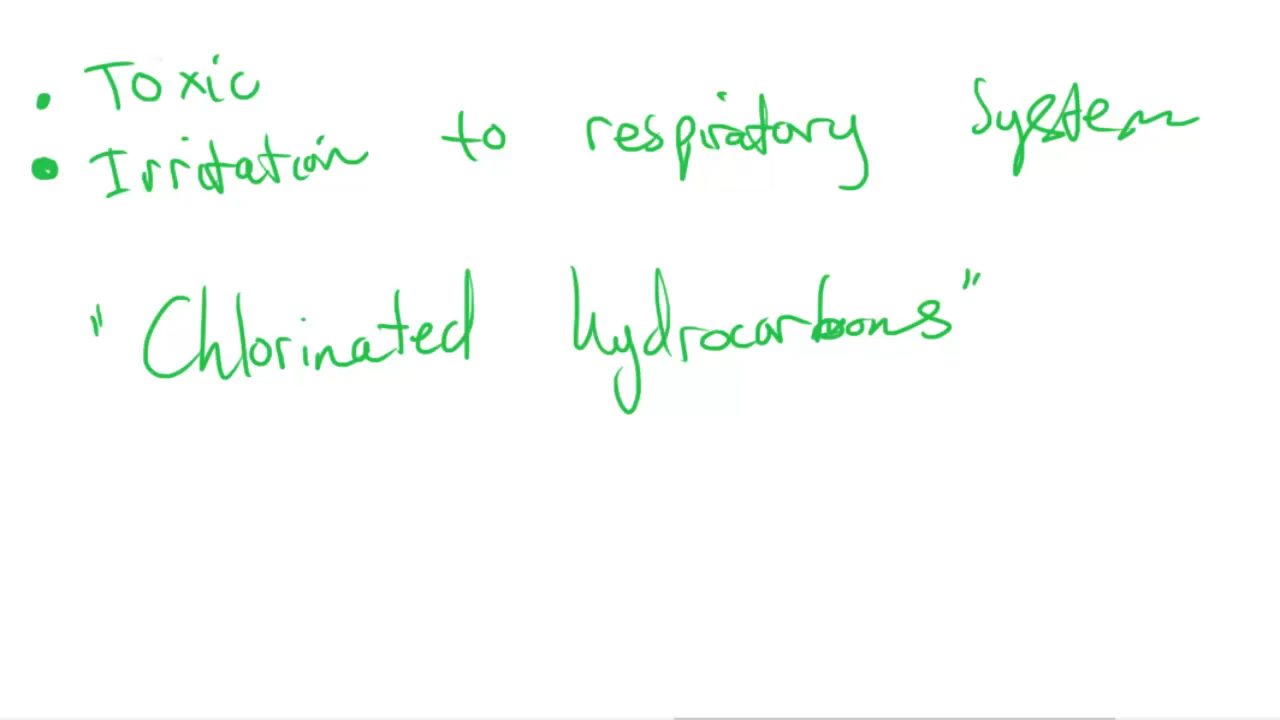 • Toxic
• Irritation to respiratory System
"Chlorinated hydrocarbons"